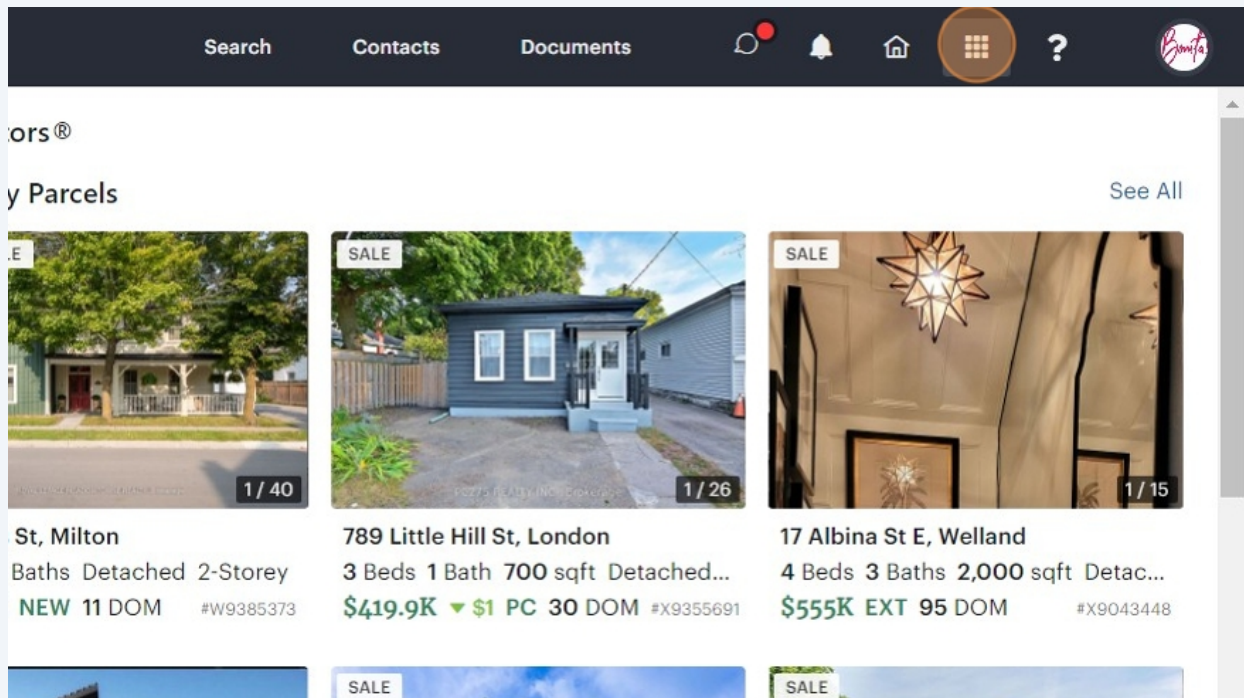 Search Contacts Documents ? Bonita
tors®
y Parcels See All
LE
1 / 40
SALE
1 / 26
SALE
1 / 15
St, Milton
Baths Detached 2-Storey
NEW 11 DOM #W9385373
789 Little Hill St, London
3 Beds 1 Bath 700 sqft Detached...
$419.9K ▼ $1 PC 30 DOM #X9355691
17 Albina St E, Welland
4 Beds 3 Baths 2,000 sqft Detac...
$555K EXT 95 DOM #X9043448
SALE
SALE